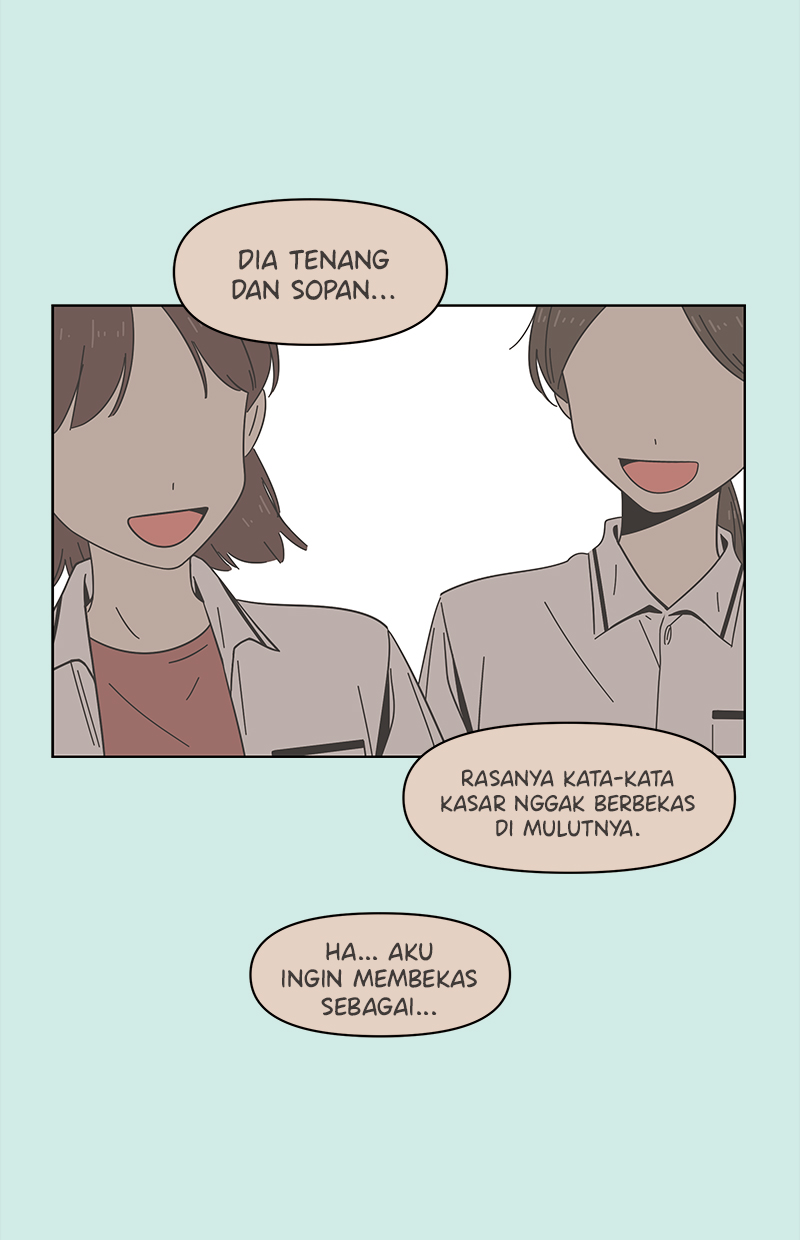 DIA TENANG
DAN SOPAN...
RASANYA KATA-KATA
KASAR NGGAK BERBEKAS
DI MULUTNYA.
HA... AKU
INGIN MEMBEKAS
SEBAGAI...